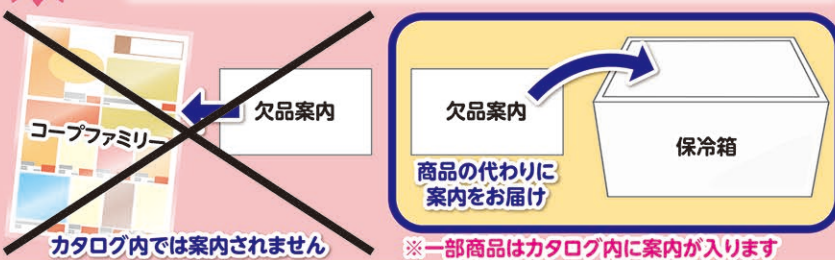 コープファミリー
欠品案内
カタログ内では案内されません
欠品案内
商品の代わりに
案内をお届け
保冷箱
※一部商品はカタログ内に案内が入ります